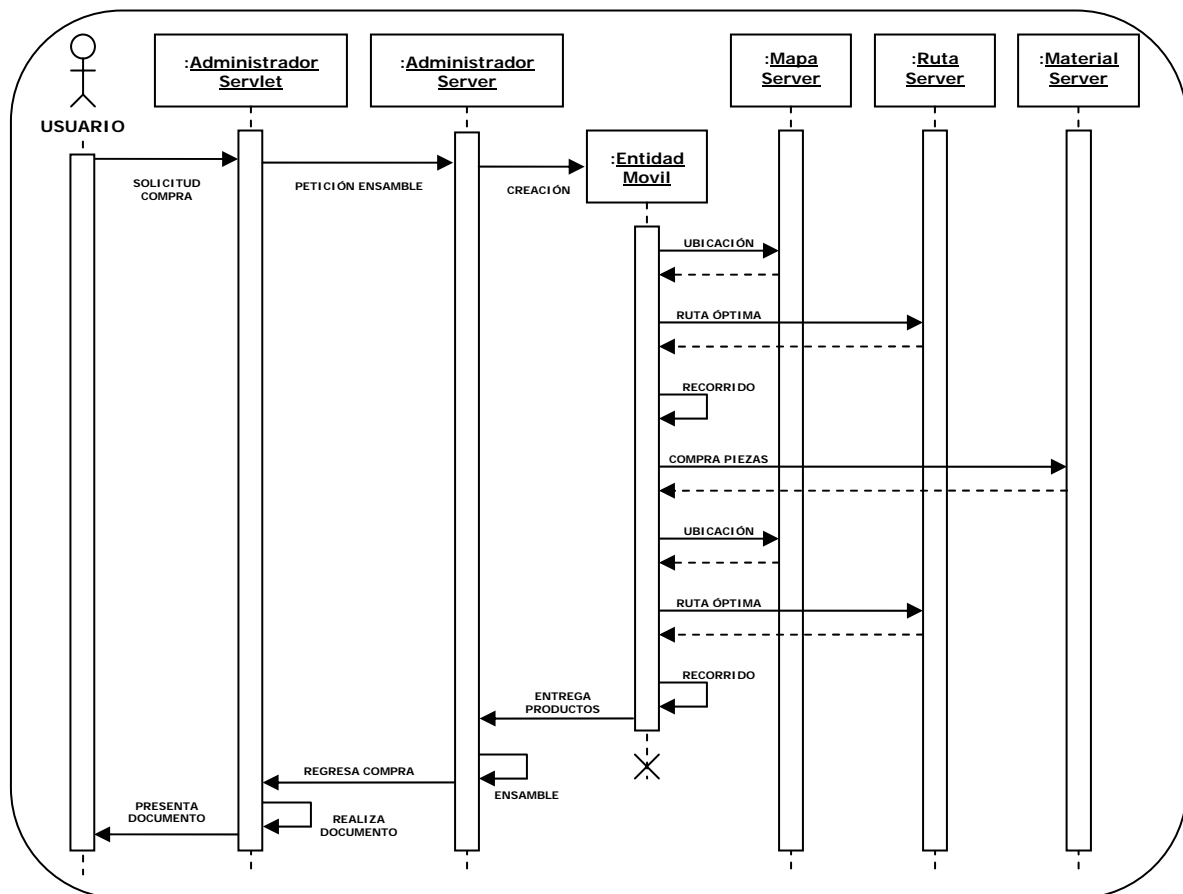 :Administrador
Servlet
:Administrador
Server
:Mapa
Server
:Ruta
Server
:Material
Server
USUARIO
:Entidad
Movil
SOLICITUD
COMPRA
PETICIÓN ENSAMBLE
CREACIÓN
UBICACIÓN
RUTA ÓPTIMA
RECORRIDO
COMPRA PIEZAS
UBICACIÓN
RUTA ÓPTIMA
RECORRIDO
ENTREGA
PRODUCTOS
REGRESA COMPRA
ENSAMBLE
PRESENTA
DOCUMENTO
REALIZA
DOCUMENTO